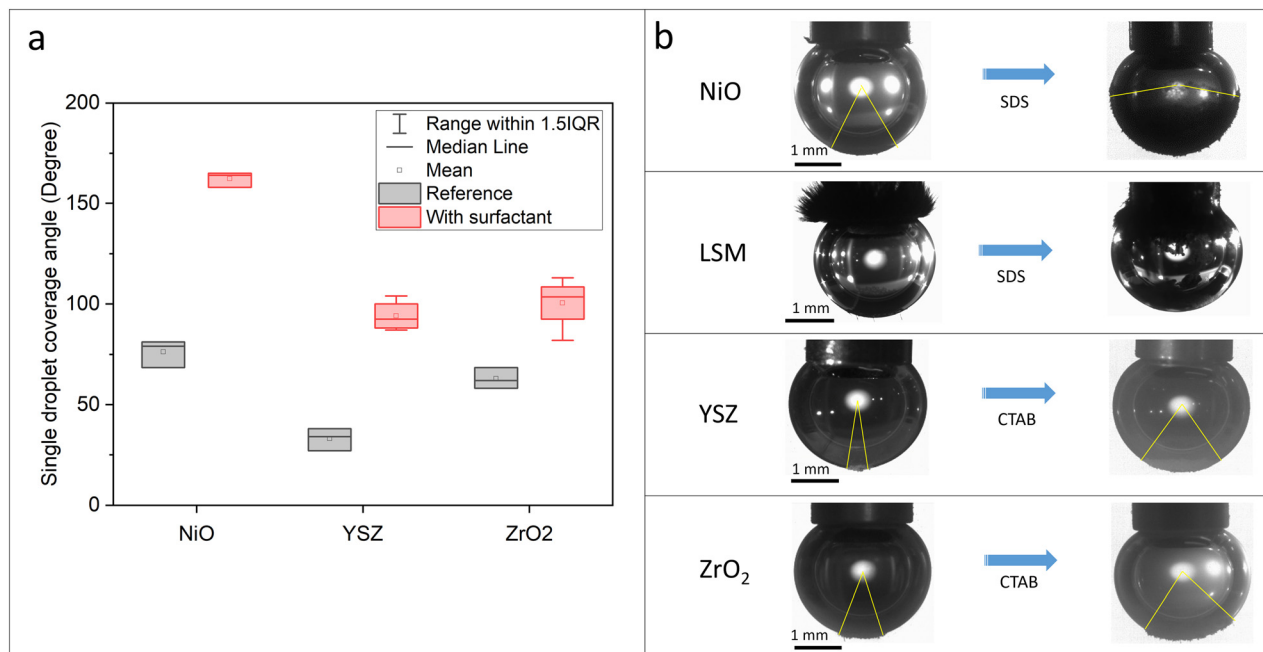 a
200
150
100
50
0
Single droplet coverage angle (Degree)
Range within 1.5IQR
Median Line
Mean
Reference
With surfactant
NiO
YSZ
ZrO2
b
NiO
SDS
1 mm
LSM
SDS
1 mm
YSZ
CTAB
1 mm
ZrO₂
CTAB
1 mm